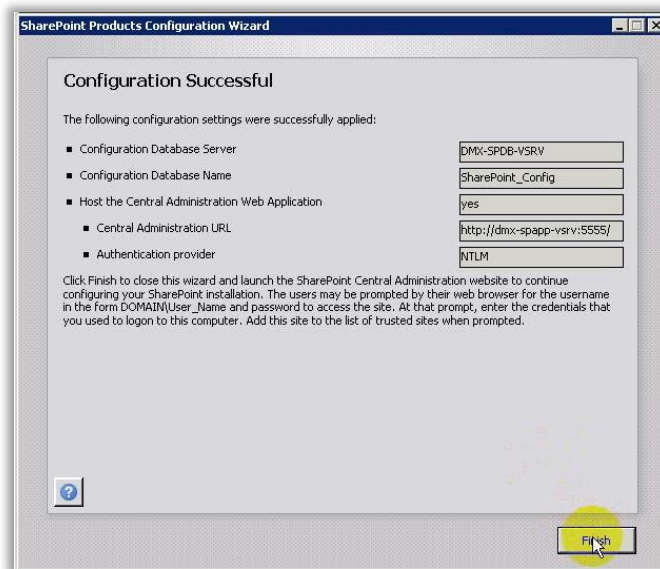 SharePoint Products Configuration Wizard
Configuration Successful
The following configuration settings were successfully applied:
Configuration Database Server
DMX-SPDB-VSRV
Configuration Database Name
SharePoint_Config
Host the Central Administration Web Application
yes
Central Administration URL
http://dmx-spapp-vsrv:5555/
Authentication provider
NTLM
Click Finish to close this wizard and launch the SharePoint Central Administration website to continue
configuring your SharePoint installation. The users may be prompted by their web browser for the username
in the form DOMAIN\User_Name and password to access the site. At that prompt, enter the credentials that
you used to logon to this computer. Add this site to the list of trusted sites when prompted.
Finish